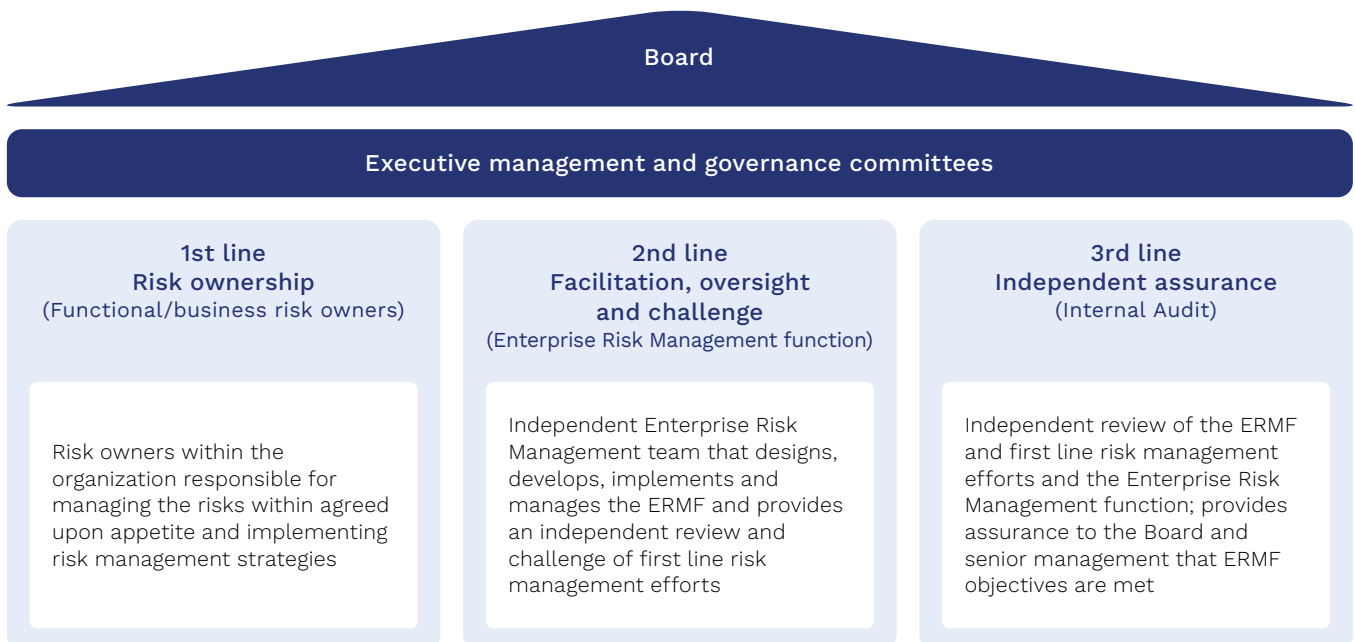 Board
Executive management and governance committees
1st line
Risk ownership
(Functional/business risk owners)
Risk owners within the
organization responsible for
managing the risks within agreed
upon appetite and implementing
risk management strategies
2nd line
Facilitation, oversight
and challenge
(Enterprise Risk Management function)
Independent Enterprise Risk
Management team that designs,
develops, implements and
manages the ERMF and provides
an independent review and
challenge of first line risk
management efforts
3rd line
Independent assurance
(Internal Audit)
Independent review of the ERMF
and first line risk management
efforts and the Enterprise Risk
Management function; provides
assurance to the Board and
senior management that ERMF
objectives are met